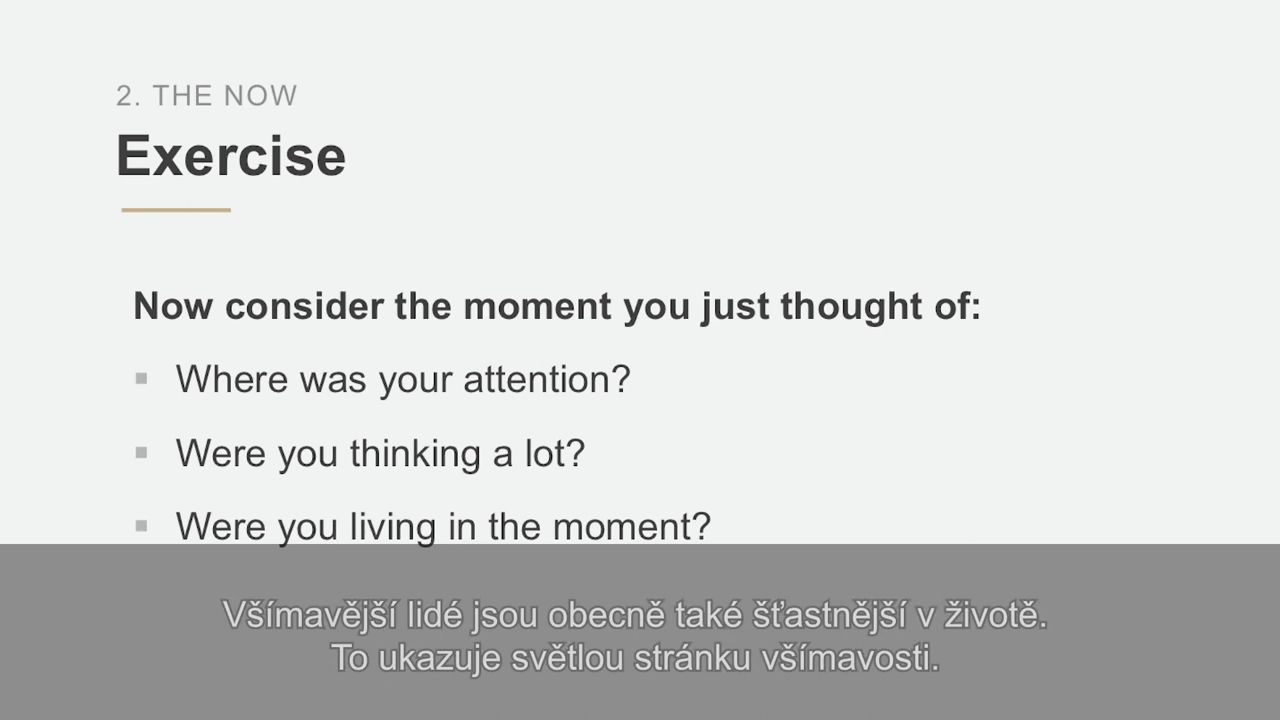 2. THE NOW
Exercise
Now consider the moment you just thought of:
▪ Where was your attention?
▪ Were you thinking a lot?
▪ Were you living in the moment?
Všímavější lidé jsou obecně také šťastnější v životě.
To ukazuje světlou stránku všímavosti.